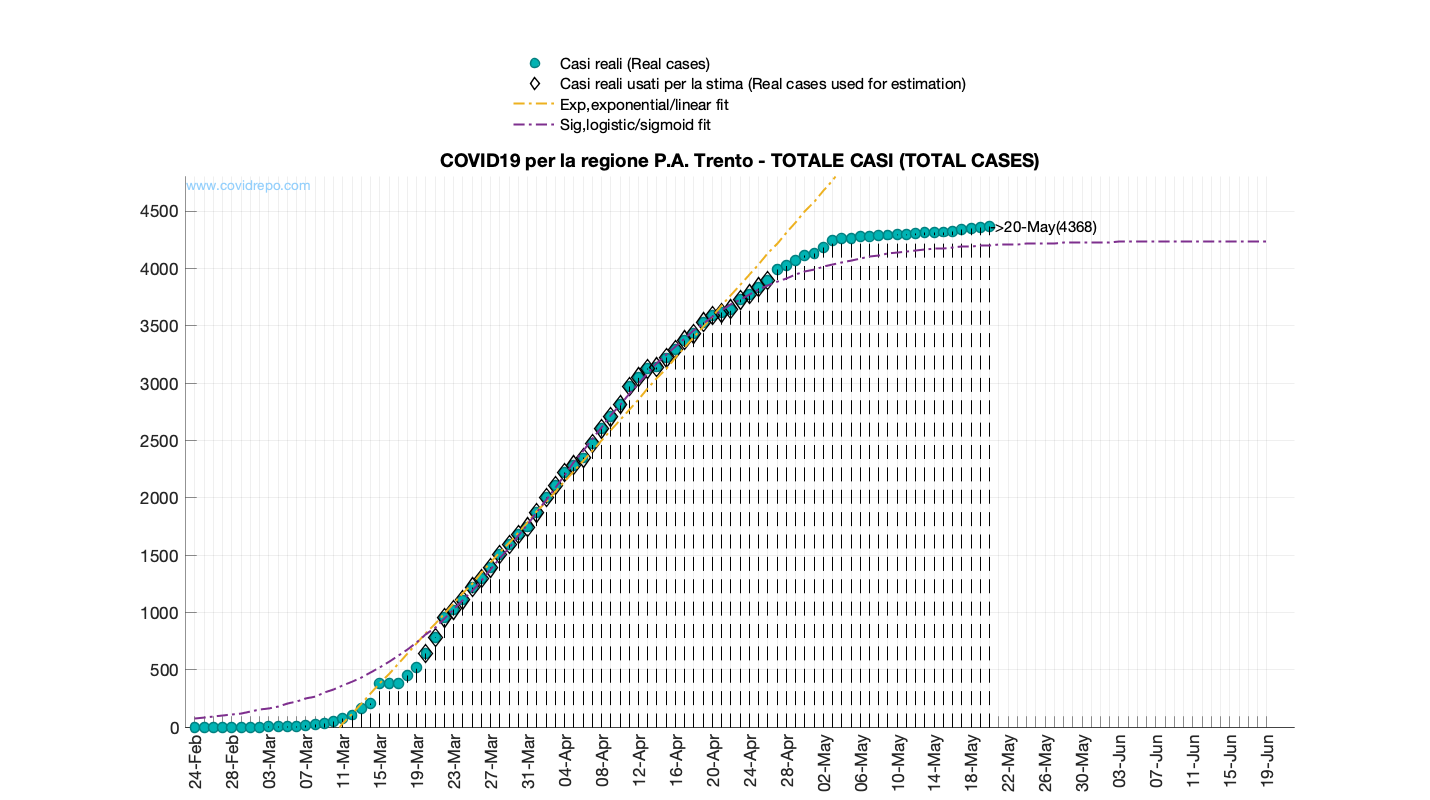 Casi reali (Real cases)
Casi reali usati per la stima (Real cases used for estimation)
Exp,exponential/linear fit
Sig,logistic/sigmoid fit
COVID19 per la regione P.A. Trento - TOTALE CASI (TOTAL CASES)
www.covidrepo.com
4500
4000
3500
3000
2500
2000
1500
1000
500
0
->20-May(4368)
24-Feb
28-Feb
03-Mar
07-Mar
11-Mar
15-Mar
19-Mar
23-Mar
27-Mar
31-Mar
04-Apr
08-Apr
12-Apr
16-Apr
20-Apr
24-Apr
28-Apr
02-May
06-May
10-May
14-May
18-May
22-May
26-May
30-May
03-Jun
07-Jun
11-Jun
15-Jun
19-Jun